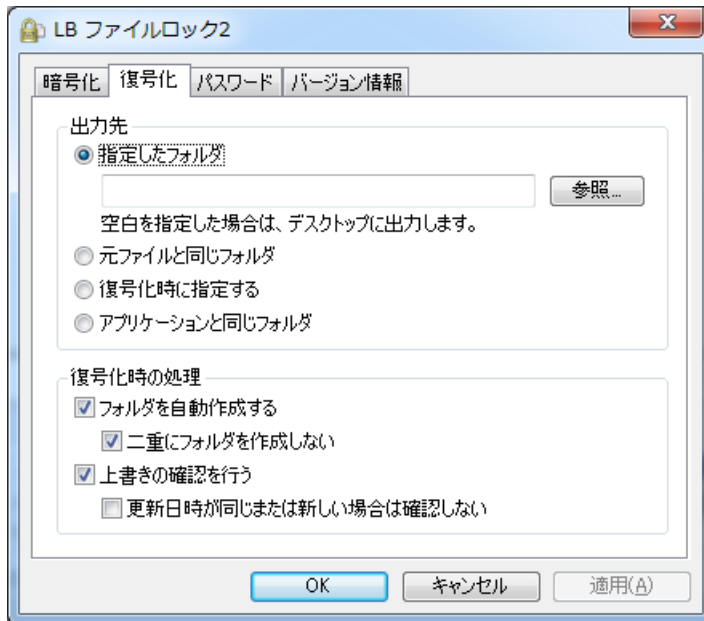 LB ファイルロック2
暗号化 復号化 パスワード バージョン情報
出力先
指定したフォルダ
参照...
空白を指定した場合は、デスクトップに出力します。
元ファイルと同じフォルダ
復号化時に指定する
アプリケーションと同じフォルダ
復号化時の処理
フォルダを自動作成する
二重にフォルダを作成しない
上書きの確認を行う
更新日時が同じまたは新しい場合は確認しない
OK キャンセル 適用(A)